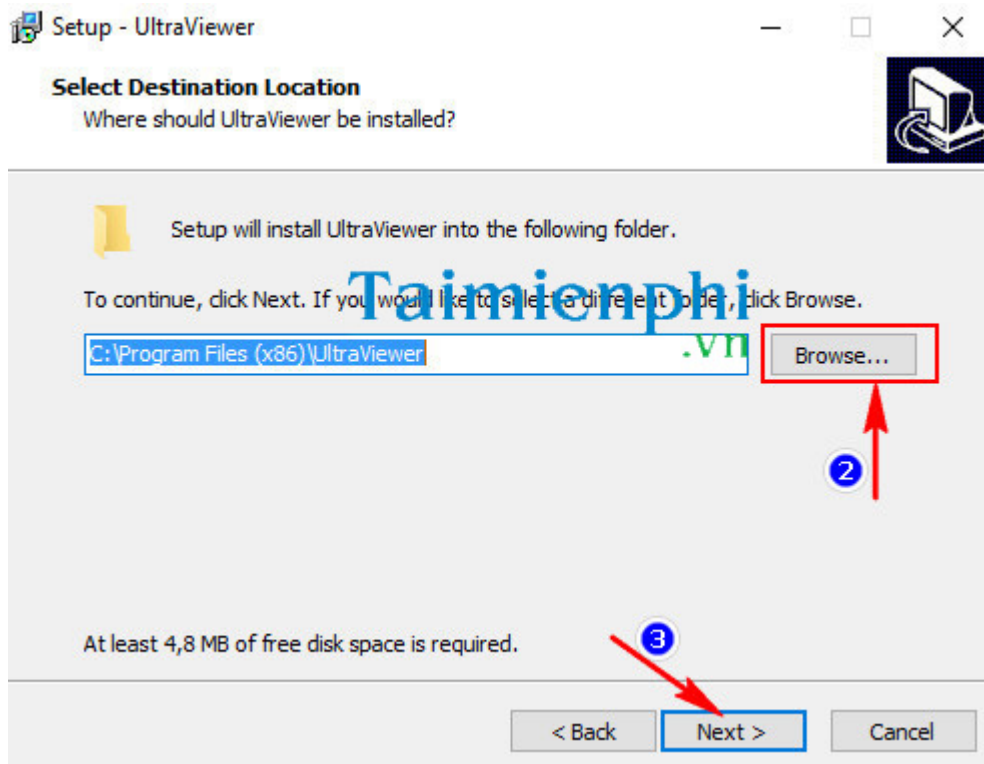 Setup - UltraViewer
Select Destination Location
Where should UltraViewer be installed?
Setup will install UltraViewer into the following folder.
To continue, click Next. If you would like to select a different folder, click Browse.
Taimienphi
.vn
C:\Program Files (x86)\UltraViewer
Browse...
2
At least 4,8 MB of free disk space is required.
3
< Back
Next >
Cancel